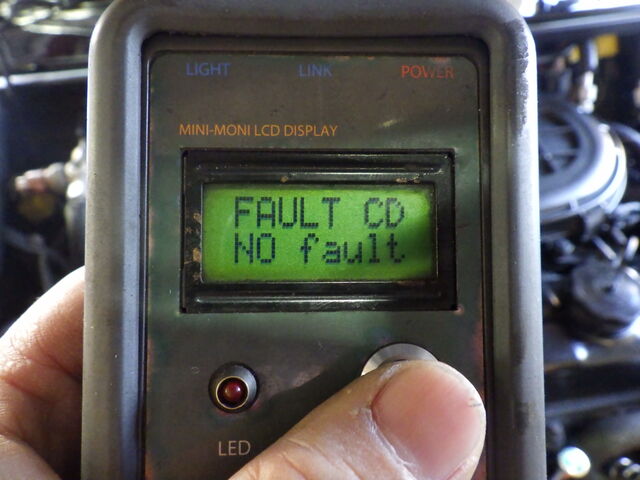 LIGHT LINK POWER
MINI-MONI LCD DISPLAY
FAULT CD
NO fault
LED